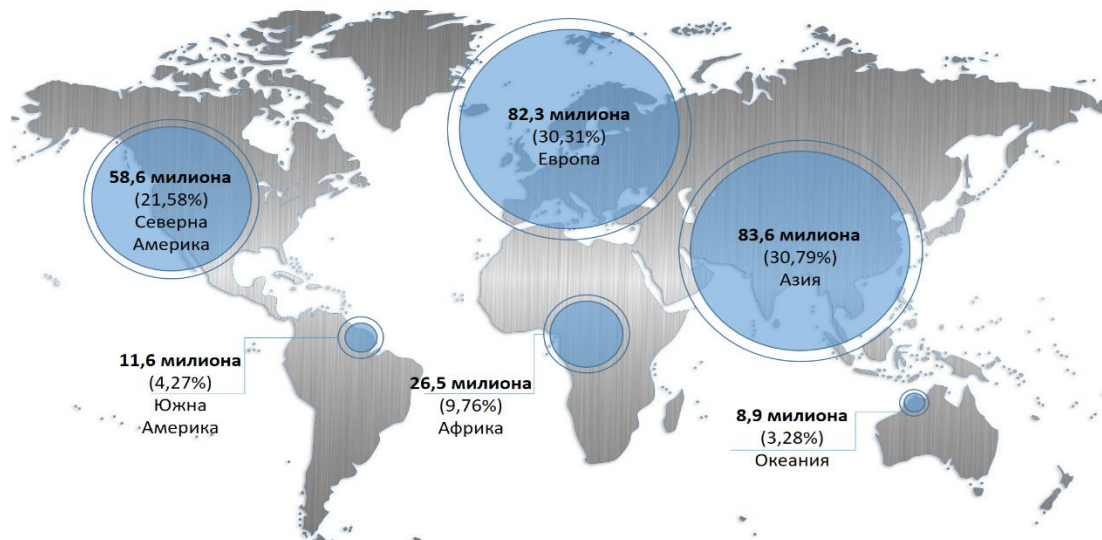 82,3 милиона
(30,31%)
Европа
58,6 милиона
(21,58%)
Северна
Америка
83,6 милиона
(30,79%)
Азия
11,6 милиона
(4,27%)
Южна
Америка
26,5 милиона
(9,76%)
Африка
8,9 милиона
(3,28%)
Океания